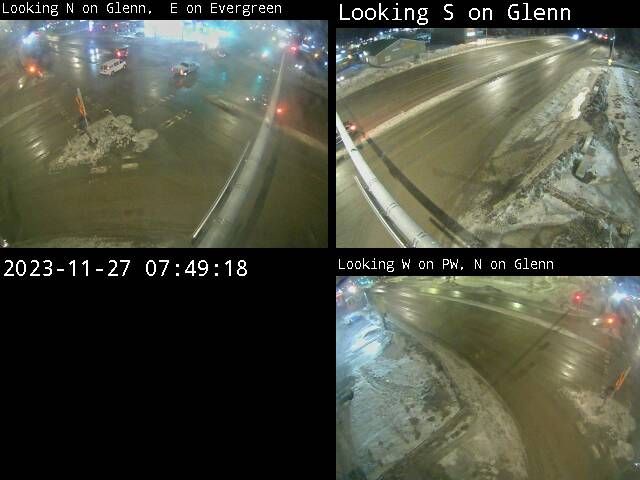 Looking N on Glenn, E on Evergreen
Looking S on Glenn
2023-11-27 07:49:18
Looking W on PW, N on Glenn